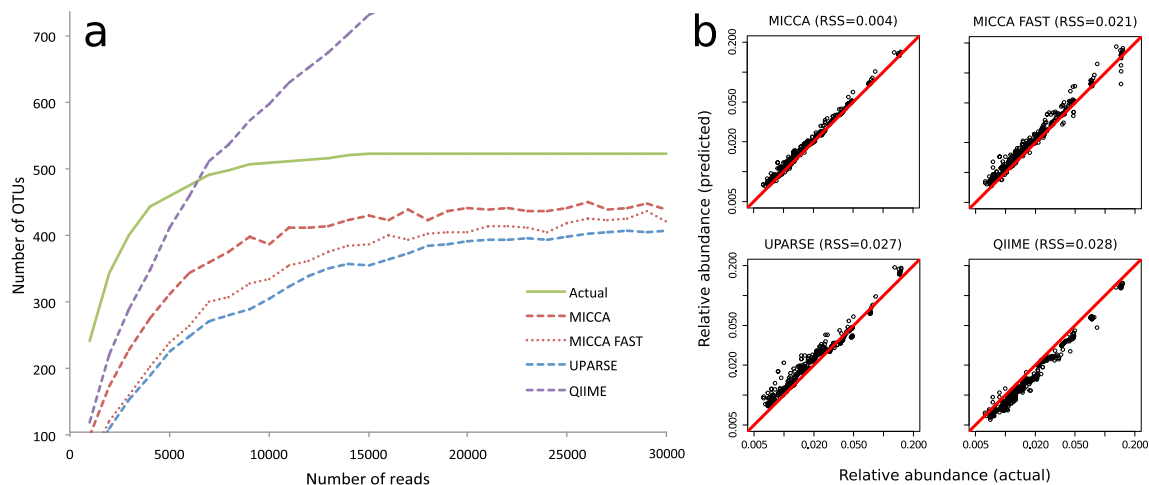 a
Number of OTUs
700
600
500
400
300
200
100
0
5000
10000
15000
20000
25000
30000
Number of reads
Actual
MICCA
MICCA FAST
UPARSE
QIIME
b
MICCA (RSS=0.004)
MICCA FAST (RSS=0.021)
0.200
0.050
0.020
0.005
UPARSE (RSS=0.027)
QIIME (RSS=0.028)
0.200
0.050
0.020
0.005
0.005
0.020
0.050
0.200
0.005
0.020
0.050
0.200
Relative abundance (predicted)
Relative abundance (actual)